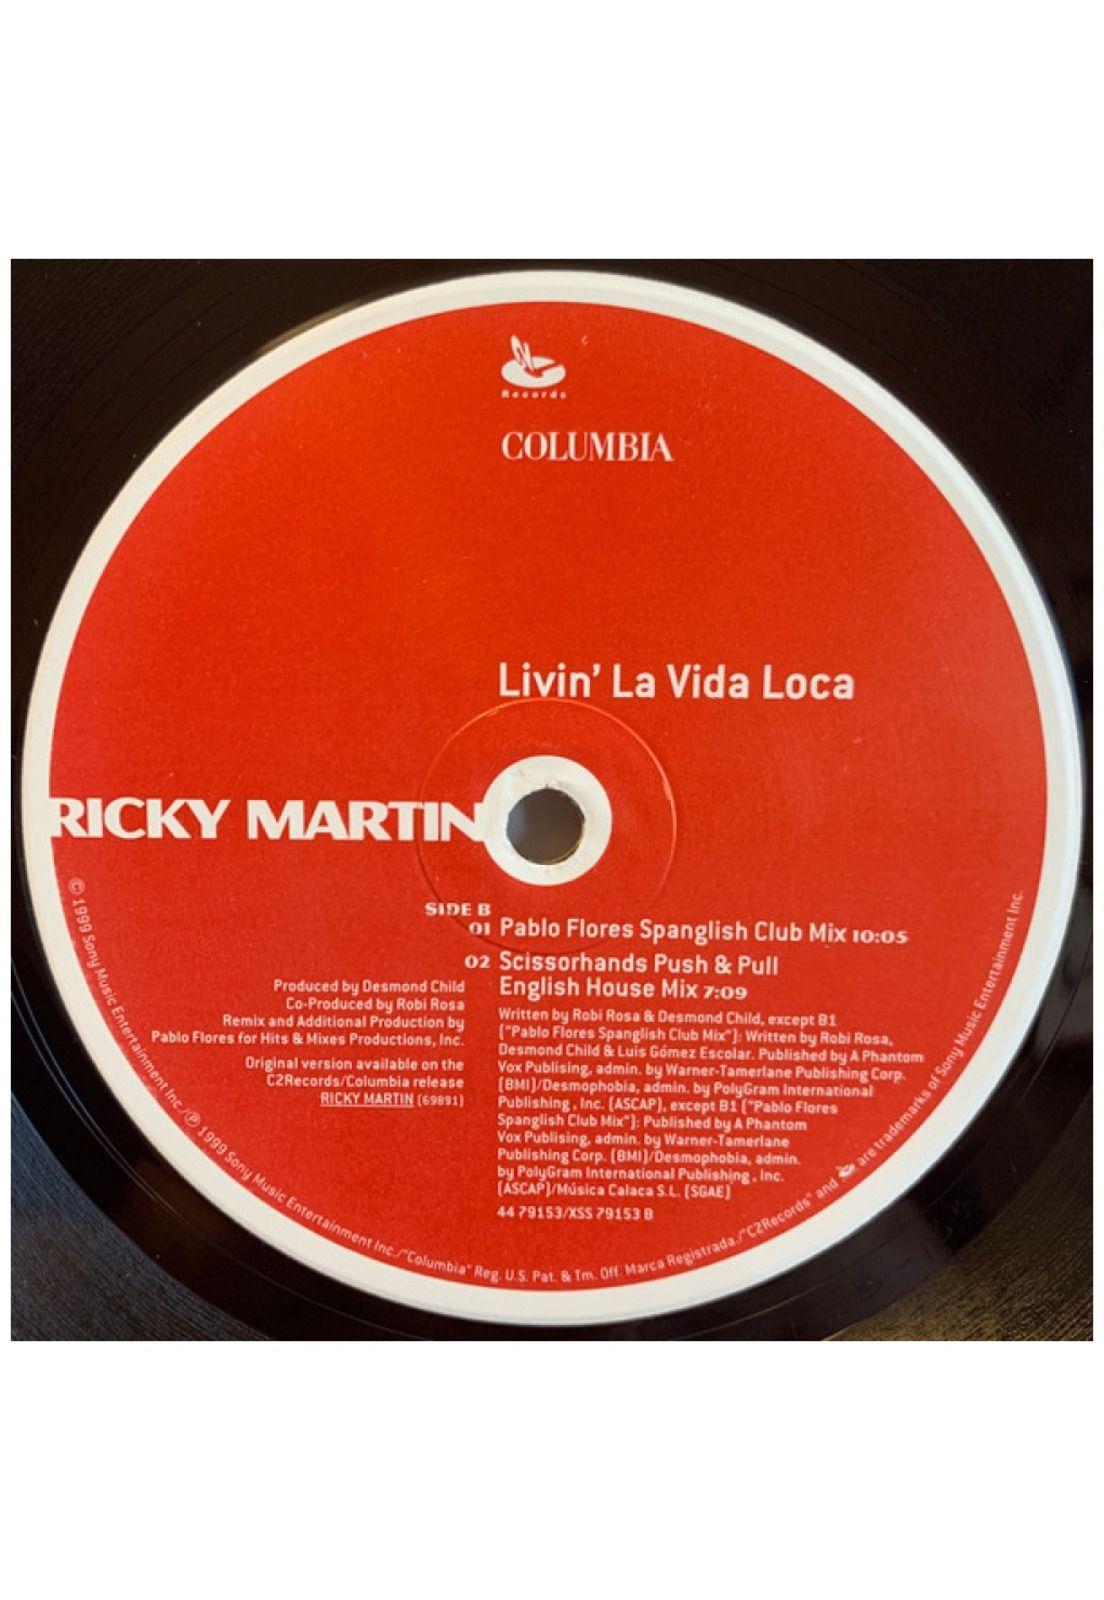 Records
COLUMBIA
Livin' La Vida Loca
RICKY MARTIN
SIDE B
01 Pablo Flores Spanglish Club Mix 10:05
02 Scissorhands Push & Pull
English House Mix 7:09
Produced by Desmond Child
Co-Produced by Robi Rosa
Remix and Additional Production by
Pablo Flores for Hits & Mixes Productions, Inc.
Original version available on the
C2Records/Columbia release
RICKY MARTIN (69891)
Written by Robi Rosa & Desmond Child, except B1
("Pablo Flores Spanglish Club Mix"): Written by Robi Rosa,
Desmond Child & Luis Gómez Escolar. Published by A Phantom
Vox Publising, admin. by Warner-Tamerlane Publishing Corp.
(BMI)/Desmophobia, admin. by PolyGram International
Publishing, Inc. (ASCAP), except B1 ("Pablo Flores
Spanglish Club Mix"): Published by A Phantom
Vox Publising, admin. by Warner-Tamerlane
Publishing Corp. (BMI)/Desmophobia, admin.
by PolyGram International Publishing, Inc.
(ASCAP)/Música Calaca S.L. (SGAE)
44 79153/XSS 79153 B
© 1999 Sony Music Entertainment Inc./℗ 1999 Sony Music Entertainment Inc./"Columbia" Reg. U.S. Pat. & Tm. Off. Marca Registrada./"C2Records" and are trademarks of Sony Music Entertainment Inc.